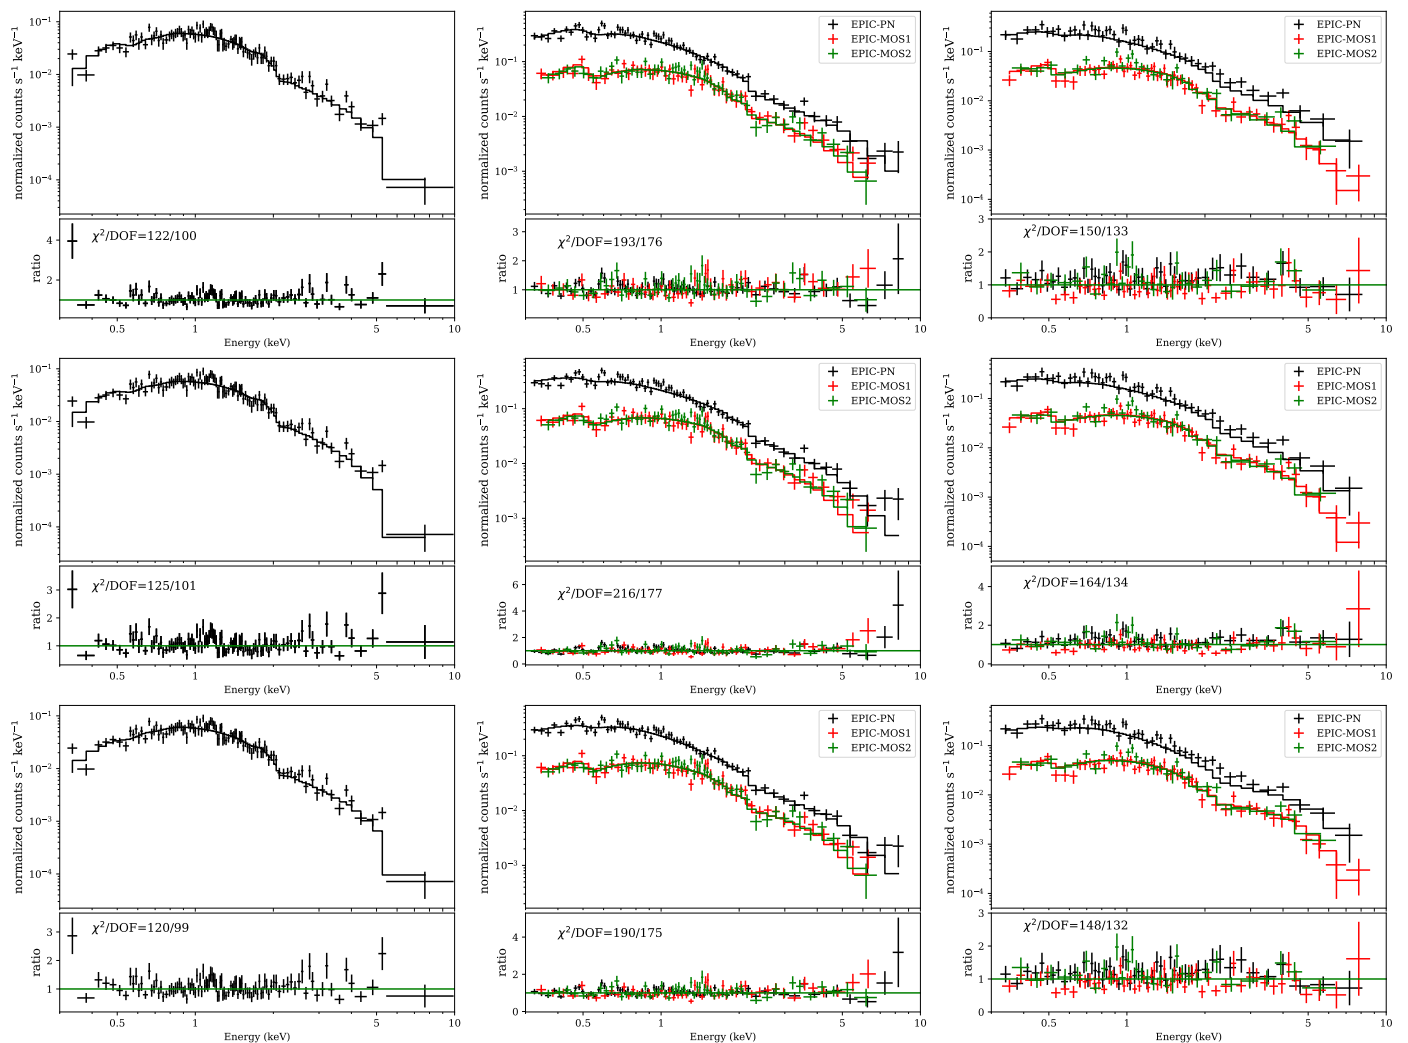 normalized counts s⁻¹ keV⁻¹
10⁻¹
10⁻²
10⁻³
10⁻⁴
ratio
4
2
χ²/DOF=122/100
0.5 1 5 10
Energy (keV)
normalized counts s⁻¹ keV⁻¹
10⁻¹
10⁻²
10⁻³
EPIC-PN
EPIC-MOS1
EPIC-MOS2
ratio
3
2
1
χ²/DOF=193/176
0.5 1 5 10
Energy (keV)
normalized counts s⁻¹ keV⁻¹
10⁻¹
10⁻²
10⁻³
10⁻⁴
EPIC-PN
EPIC-MOS1
EPIC-MOS2
ratio
3
2
1
0
χ²/DOF=150/133
0.5 1 5 10
Energy (keV)
normalized counts s⁻¹ keV⁻¹
10⁻¹
10⁻²
10⁻³
10⁻⁴
ratio
3
2
1
χ²/DOF=125/101
0.5 1 5 10
Energy (keV)
normalized counts s⁻¹ keV⁻¹
10⁻¹
10⁻²
10⁻³
EPIC-PN
EPIC-MOS1
EPIC-MOS2
ratio
6
4
2
0
χ²/DOF=216/177
0.5 1 5 10
Energy (keV)
normalized counts s⁻¹ keV⁻¹
10⁻¹
10⁻²
10⁻³
10⁻⁴
EPIC-PN
EPIC-MOS1
EPIC-MOS2
ratio
4
2
0
χ²/DOF=164/134
0.5 1 5 10
Energy (keV)
normalized counts s⁻¹ keV⁻¹
10⁻¹
10⁻²
10⁻³
10⁻⁴
ratio
3
2
1
χ²/DOF=120/99
0.5 1 5 10
Energy (keV)
normalized counts s⁻¹ keV⁻¹
10⁻¹
10⁻²
10⁻³
EPIC-PN
EPIC-MOS1
EPIC-MOS2
ratio
4
2
0
χ²/DOF=190/175
0.5 1 5 10
Energy (keV)
normalized counts s⁻¹ keV⁻¹
10⁻¹
10⁻²
10⁻³
10⁻⁴
EPIC-PN
EPIC-MOS1
EPIC-MOS2
ratio
3
2
1
0
χ²/DOF=148/132
0.5 1 5 10
Energy (keV)